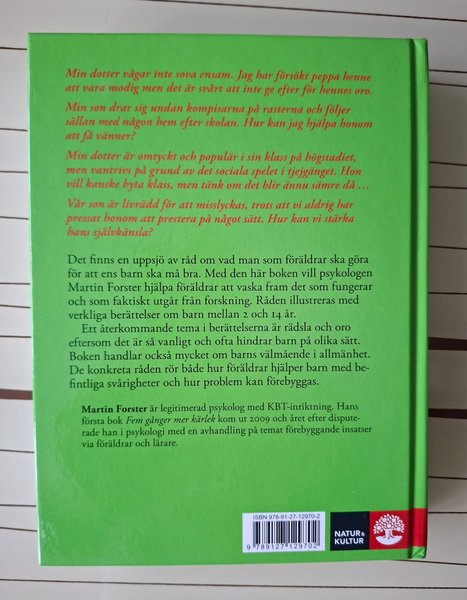 Min dotter vågar inte sova ensam. Jag har försökt peppa henne
att vara modig men det är svårt att inte ge efter för hennes oro.
Min son drar sig undan kompisarna på rasterna och följer
sällan med någon hem efter skolan. Hur kan jag hjälpa honom
att få vänner?
Min dotter är omtyckt och populär i sin klass på högstadiet,
men vantrivs på grund av det sociala spelet i tjejgänget. Hon
vill kanske byta klass, men tänk om det blir ännu sämre då ...
Vår son är livrädd för att misslyckas, trots att vi aldrig har
pressat honom att prestera på något sätt. Hur kan vi stärka
hans självkänsla?
Det finns en uppsjö av råd om vad man som föräldrar ska göra
för att ens barn ska må bra. Med den här boken vill psykologen
Martin Forster hjälpa föräldrar att vaska fram det som fungerar
och som faktiskt utgår från forskning. Råden illustreras med
verkliga berättelser om barn mellan 2 och 14 år.
Ett återkommande tema i berättelserna är rädsla och oro
eftersom det är så vanligt och ofta hindrar barn på olika sätt.
Boken handlar också mycket om barns välmående i allmänhet.
De konkreta råden rör både hur föräldrar hjälper barn med be-
fintliga svårigheter och hur problem kan förebyggas.
Martin Forster är legitimerad psykolog med KBT-inriktning. Hans
första bok Fem gånger mer kärlek kom ut 2009 och året efter dispute-
rade han i psykologi med en avhandling på temat förebyggande insatser
via föräldrar och lärare.
ISBN 978-91-27-12970-2
9 789127 129702
NATUR &
KULTUR